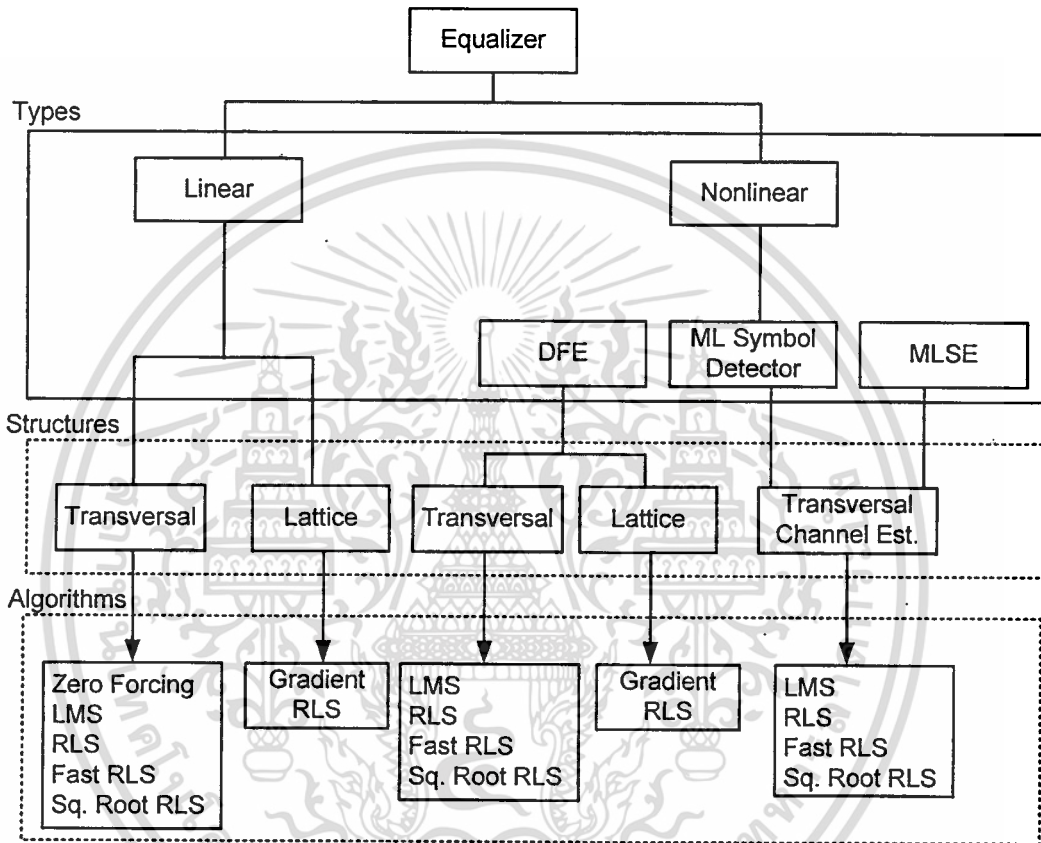 Equalizer
Types
Linear
Nonlinear
DFE
ML Symbol
Detector
MLSE
Structures
Transversal
Lattice
Transversal
Lattice
Transversal
Channel Est.
Algorithms
Zero Forcing
LMS
RLS
Fast RLS
Sq. Root RLS
Gradient
RLS
LMS
RLS
Fast RLS
Sq. Root RLS
Gradient
RLS
LMS
RLS
Fast RLS
Sq. Root RLS